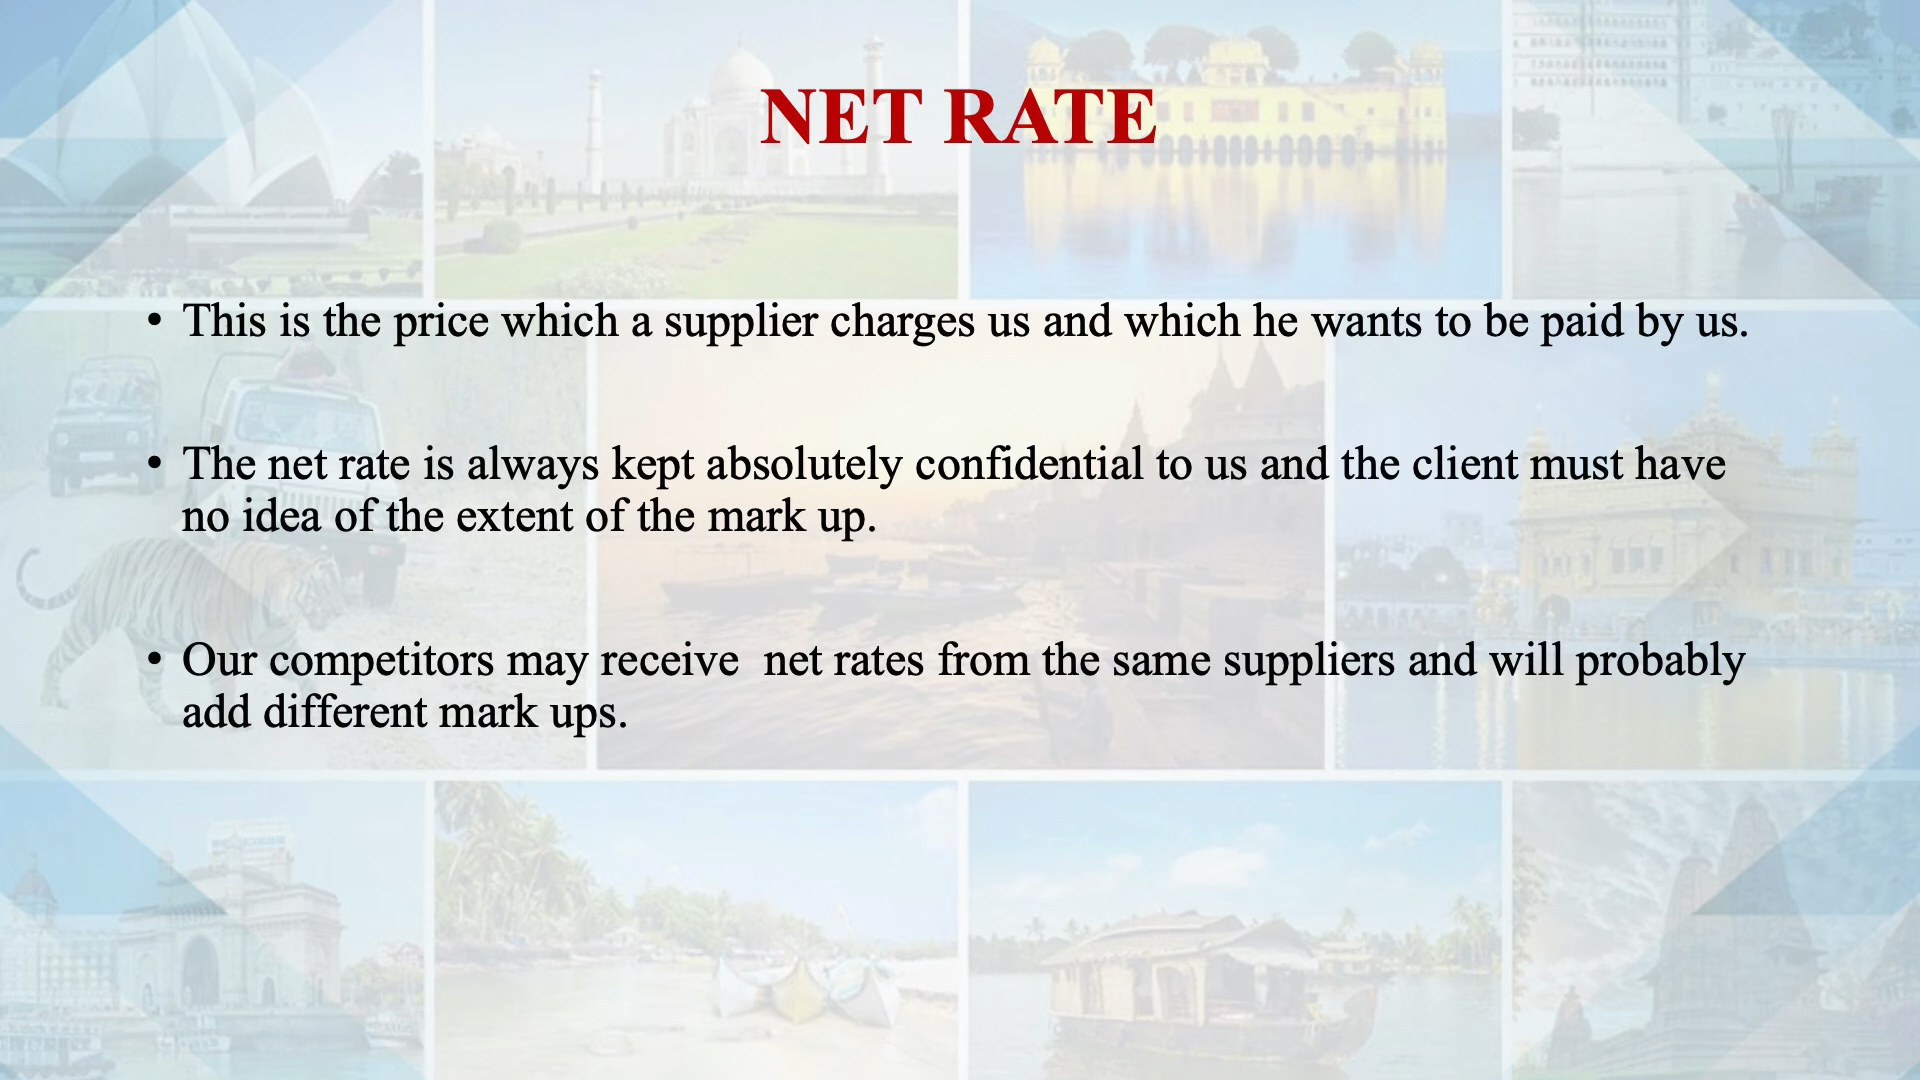 NET RATE
• This is the price which a supplier charges us and which he wants to be paid by us.
• The net rate is always kept absolutely confidential to us and the client must have
no idea of the extent of the mark up.
• Our competitors may receive  net rates from the same suppliers and will probably
add different mark ups.